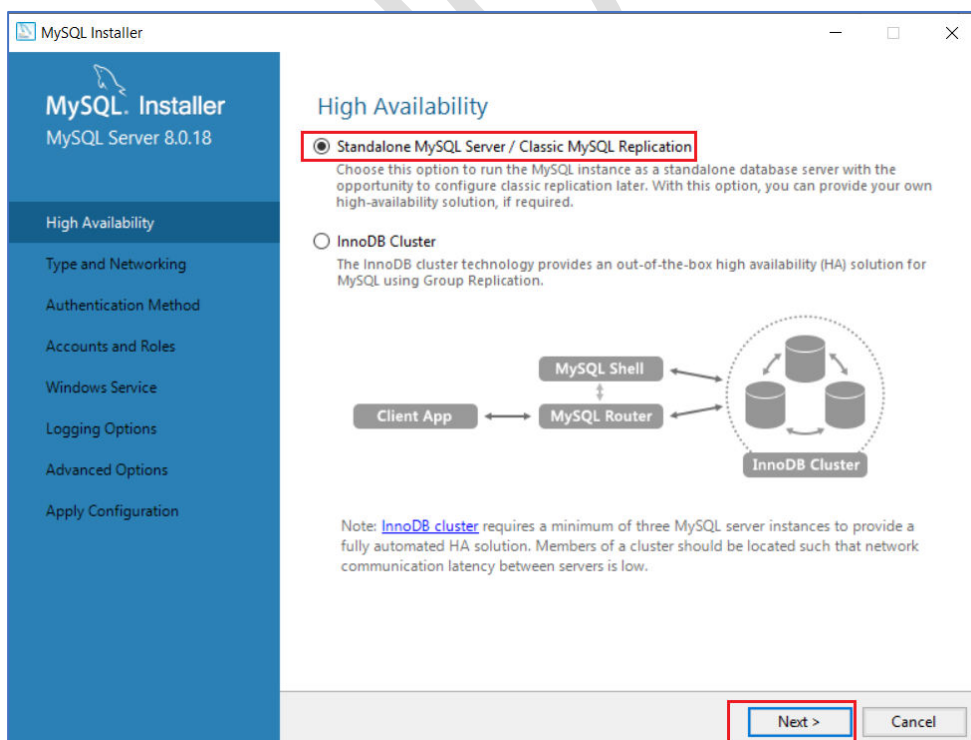 MySQL Installer
MySQL. Installer
MySQL Server 8.0.18
High Availability
Type and Networking
Authentication Method
Accounts and Roles
Windows Service
Logging Options
Advanced Options
Apply Configuration
High Availability
Standalone MySQL Server / Classic MySQL Replication
Choose this option to run the MySQL instance as a standalone database server with the
opportunity to configure classic replication later. With this option, you can provide your own
high-availability solution, if required.
InnoDB Cluster
The InnoDB cluster technology provides an out-of-the-box high availability (HA) solution for
MySQL using Group Replication.
MySQL Shell
Client App
MySQL Router
InnoDB Cluster
Note: InnoDB cluster requires a minimum of three MySQL server instances to provide a
fully automated HA solution. Members of a cluster should be located such that network
communication latency between servers is low.
Next >
Cancel